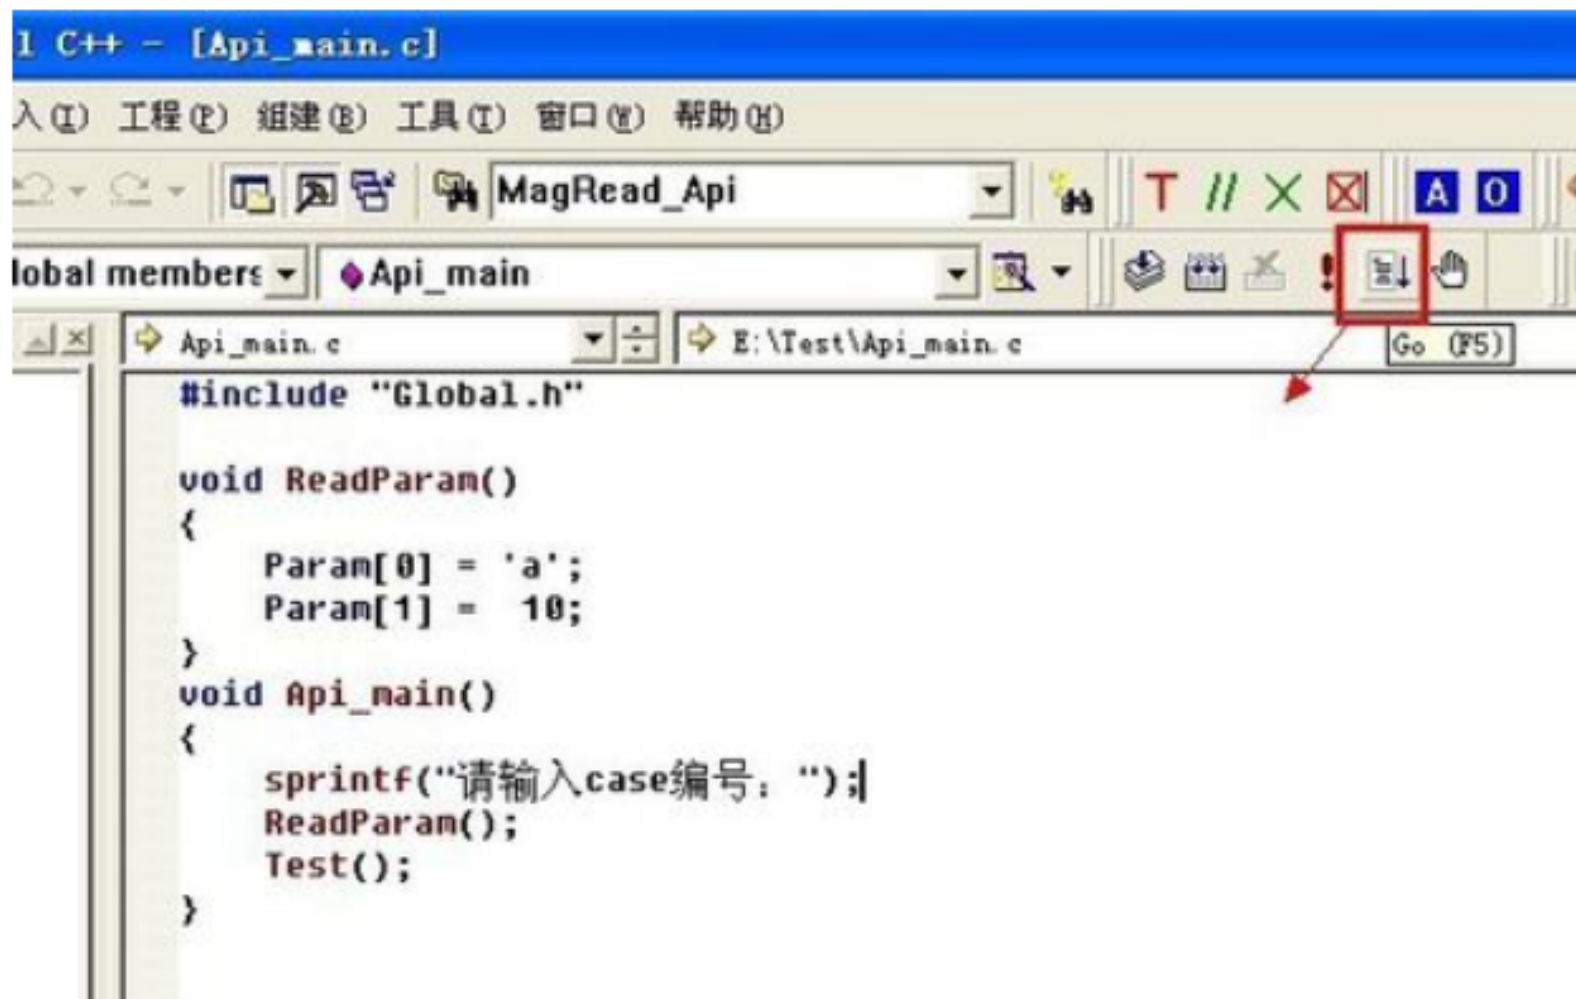 l C++ - [Api_main.c]
入(I) 工程(P) 组建(B) 工具(T) 窗口(W) 帮助(H)
MagRead_Api
T // X A O
lobal members Api_main
Api_main.c E:\Test\Api_main.c Go (F5)
#include "Global.h"
void ReadParam()
{
Param[0] = 'a';
Param[1] = 10;
}
void Api_main()
{
sprintf("请输入case编号：");
ReadParam();
Test();
}